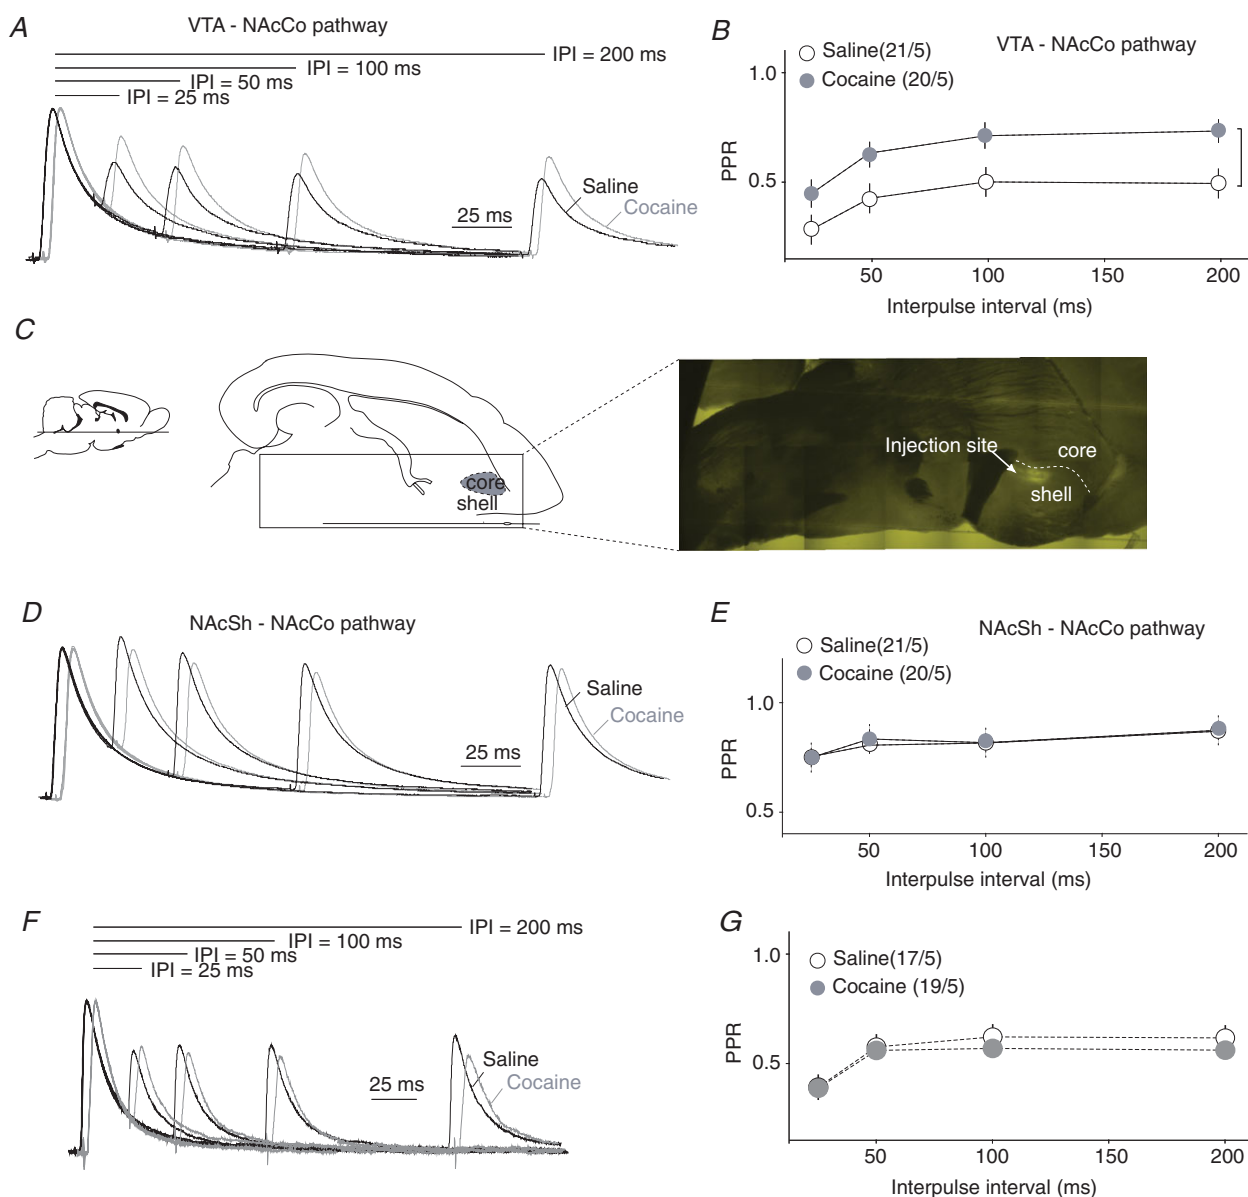 A
VTA - NAcCo pathway
IPI = 200 ms
IPI = 100 ms
IPI = 50 ms
IPI = 25 ms
Saline
Cocaine
25 ms
B
Saline(21/5)
VTA - NAcCo pathway
Cocaine (20/5)
1.0
0.5
PPR
50
100
150
200
Interpulse interval (ms)
C
core
shell
Injection site
core
shell
D
NAcSh - NAcCo pathway
Saline
Cocaine
25 ms
E
NAcSh - NAcCo pathway
Saline(21/5)
Cocaine (20/5)
1.0
0.5
PPR
50
100
150
200
Interpulse interval (ms)
F
IPI = 200 ms
IPI = 100 ms
IPI = 50 ms
IPI = 25 ms
Saline
Cocaine
25 ms
G
Saline(17/5)
Cocaine (19/5)
1.0
0.5
PPR
50
100
150
200
Interpulse interval (ms)